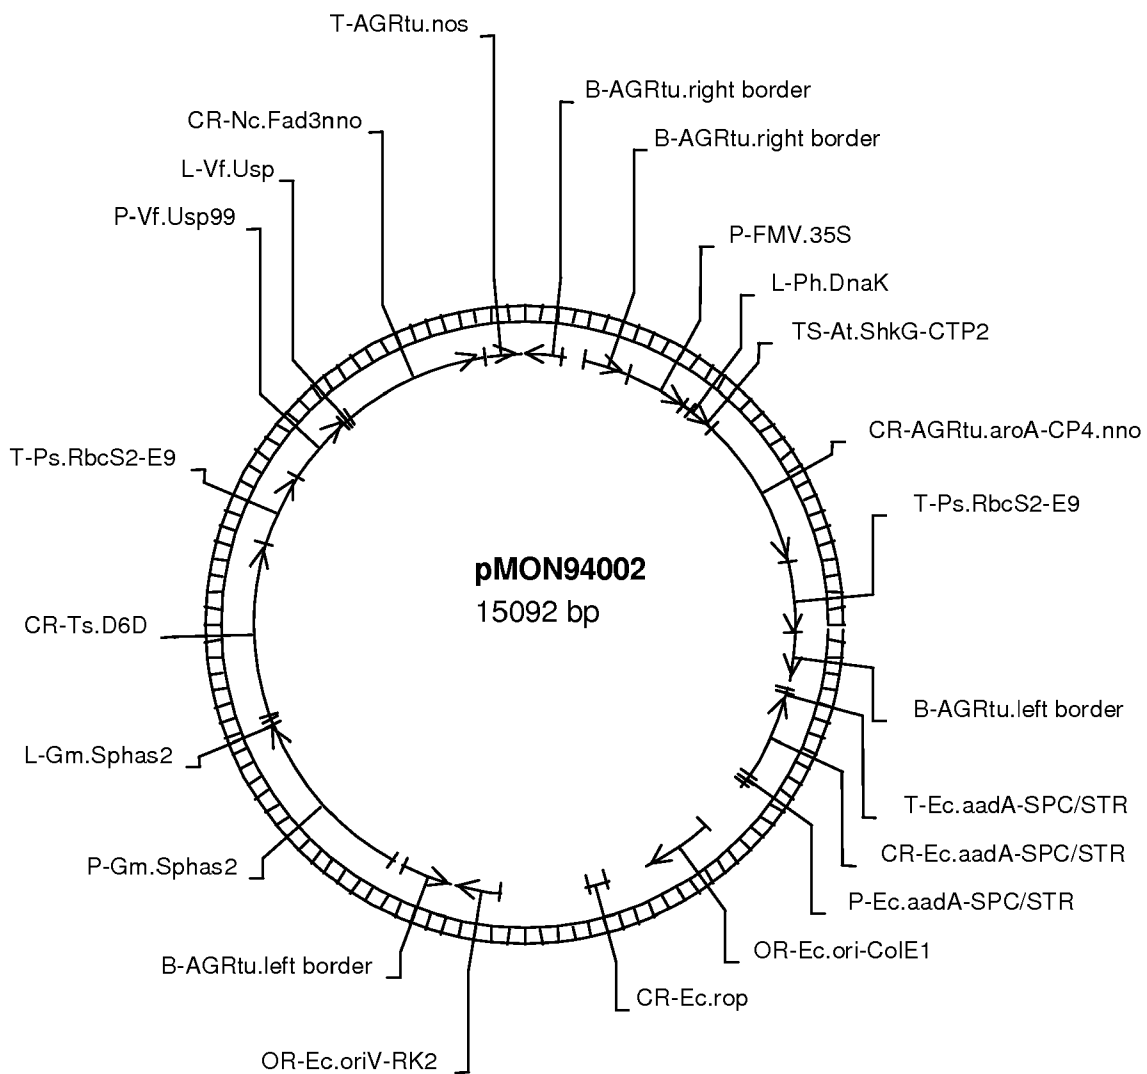 T-AGRtu.nos
B-AGRtu.right border
CR-Nc.Fad3nno
B-AGRtu.right border
L-Vf.Usp
P-Vf.Usp99
P-FMV.35S
L-Ph.DnaK
TS-At.ShkG-CTP2
CR-AGRtu.aroA-CP4.nno
T-Ps.RbcS2-E9
T-Ps.RbcS2-E9
pMON94002
15092 bp
CR-Ts.D6D
B-AGRtu.left border
L-Gm.Sphas2
T-Ec.aadA-SPC/STR
CR-Ec.aadA-SPC/STR
P-Gm.Sphas2
P-Ec.aadA-SPC/STR
OR-Ec.ori-ColE1
B-AGRtu.left border
CR-Ec.rop
OR-Ec.oriV-RK2